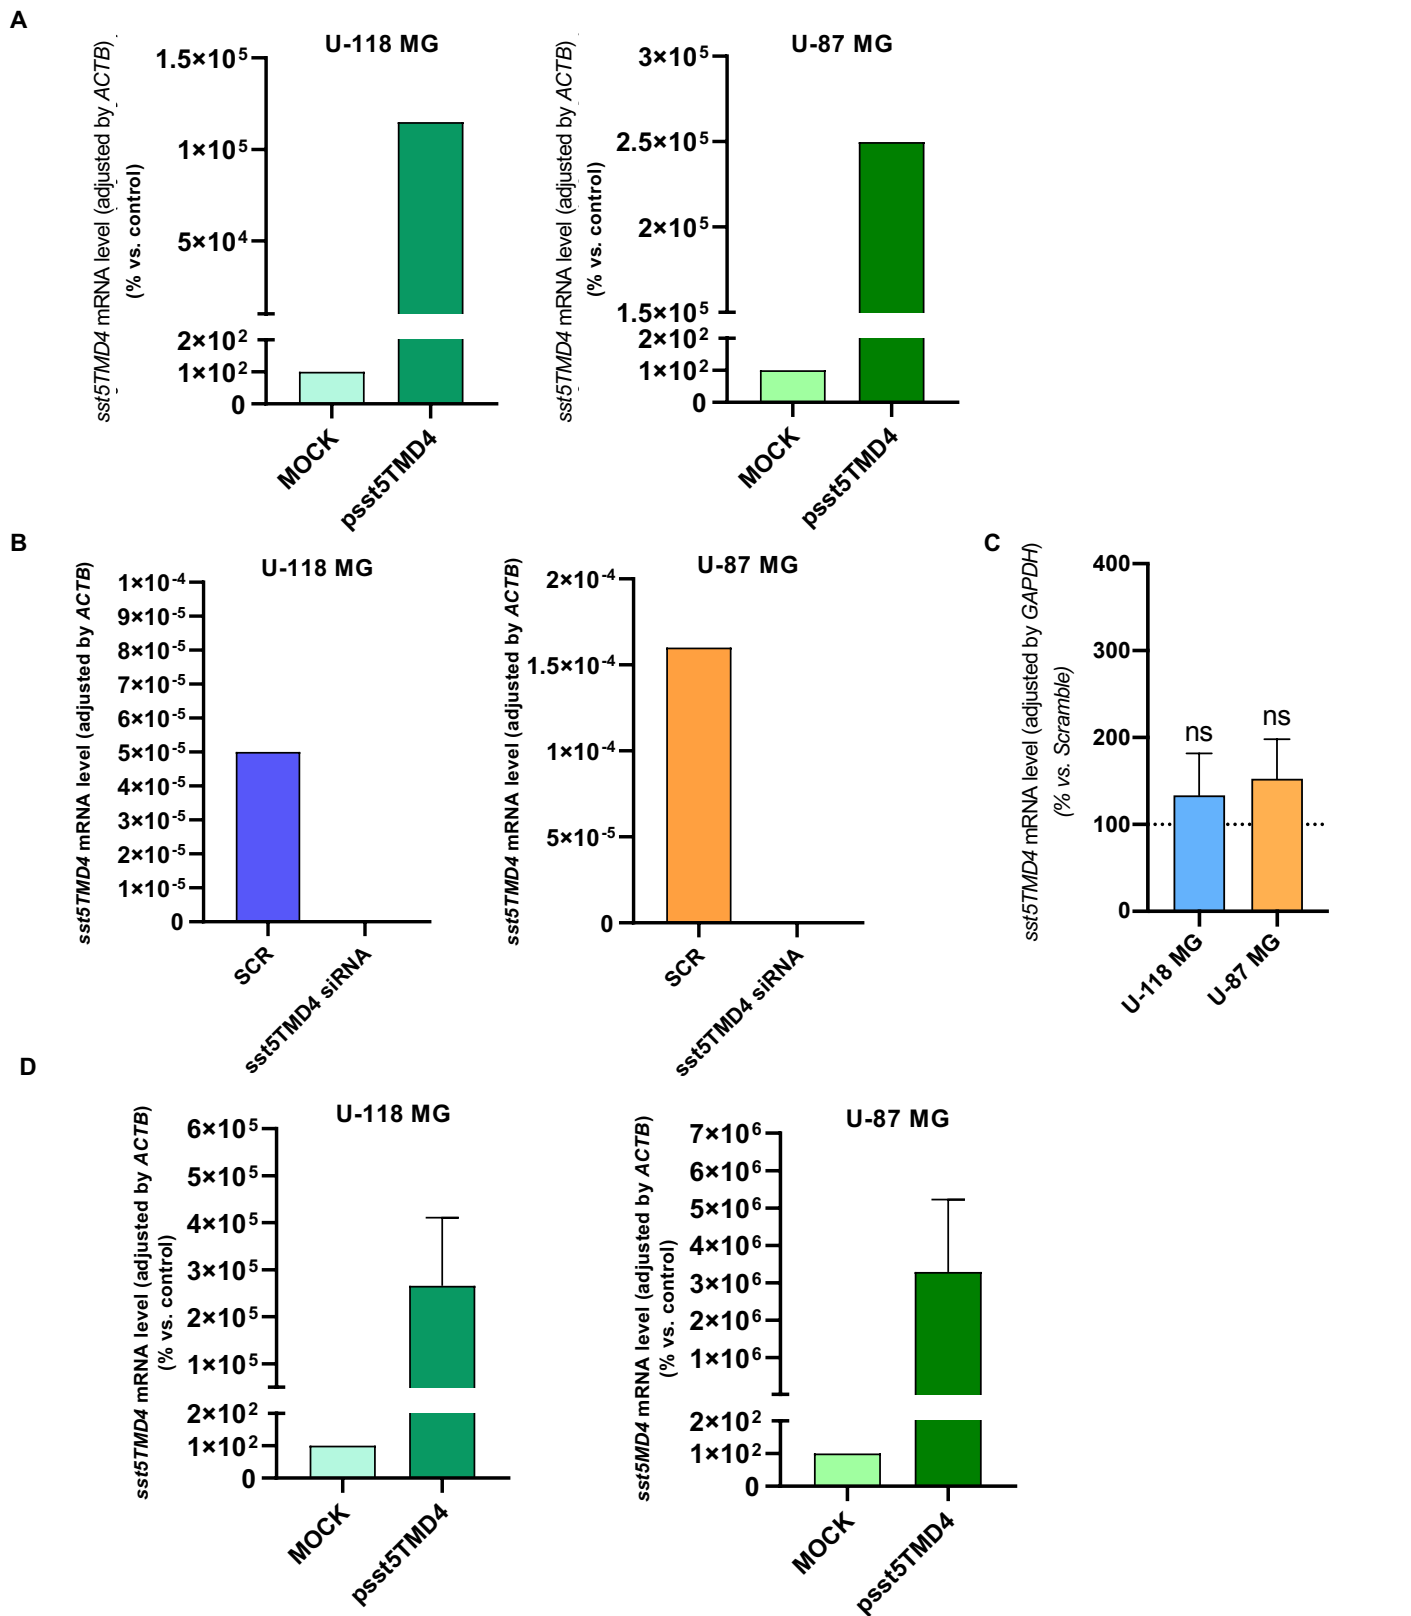 A
U-118 MG
sst5TMD4 mRNA level (adjusted by ACTB)
(% vs. control)
1.5×10⁵
1×10⁵
5×10⁴
2×10²
1×10²
0
MOCK
psst5TMD4
U-87 MG
sst5TMD4 mRNA level (adjusted by ACTB)
(% vs. control)
3×10⁵
2.5×10⁵
2×10⁵
1.5×10⁵
2×10²
1×10²
0
MOCK
psst5TMD4
B
U-118 MG
sst5TMD4 mRNA level (adjusted by ACTB)
1×10⁻⁴
9×10⁻⁵
8×10⁻⁵
7×10⁻⁵
6×10⁻⁵
5×10⁻⁵
4×10⁻⁵
3×10⁻⁵
2×10⁻⁵
1×10⁻⁵
0
SCR
sst5TMD4 siRNA
U-87 MG
sst5TMD4 mRNA level (adjusted by ACTB)
2×10⁻⁴
1.5×10⁻⁴
1×10⁻⁴
5×10⁻⁵
0
SCR
sst5TMD4 siRNA
C
sst5TMD4 mRNA level (adjusted by GAPDH)
(% vs. Scramble)
400
300
200
100
0
ns
ns
U-118 MG
U-87 MG
D
U-118 MG
sst5TMD4 mRNA level (adjusted by ACTB)
(% vs. control)
6×10⁵
5×10⁵
4×10⁵
3×10⁵
2×10⁵
1×10⁵
2×10²
1×10²
0
MOCK
psst5TMD4
U-87 MG
sst5MD4 mRNA level (adjusted by ACTB)
(% vs. control)
7×10⁶
6×10⁶
5×10⁶
4×10⁶
3×10⁶
2×10⁶
1×10⁶
2×10²
1×10²
0
MOCK
psst5TMD4